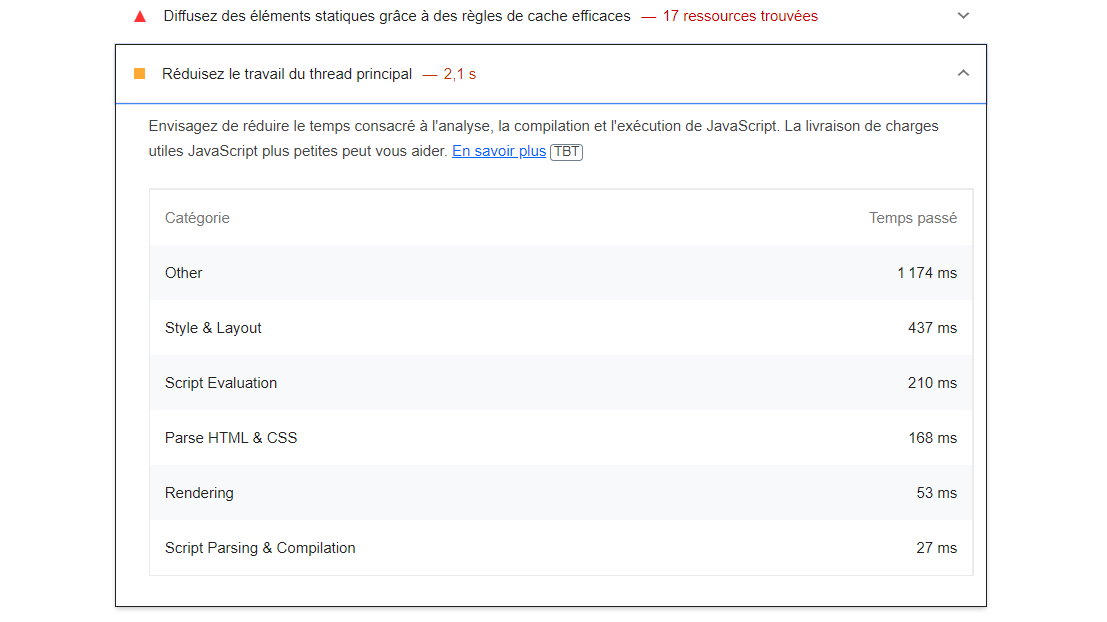 Diffusez des éléments statiques grâce à des règles de cache efficaces — 17 ressources trouvées
Réduisez le travail du thread principal — 2,1 s
Envisagez de réduire le temps consacré à l'analyse, la compilation et l'exécution de JavaScript. La livraison de charges
utiles JavaScript plus petites peut vous aider. En savoir plus TBT
Catégorie Temps passé
Other 1 174 ms
Style & Layout 437 ms
Script Evaluation 210 ms
Parse HTML & CSS 168 ms
Rendering 53 ms
Script Parsing & Compilation 27 ms